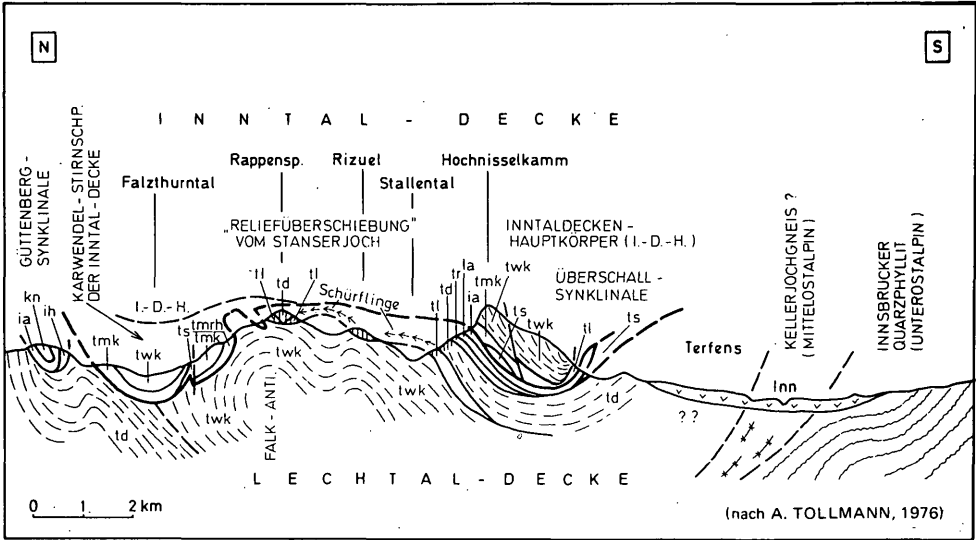 N
S
I N N T A L - D E C K E
GÜTTENBERG-
SYNKLINALE
KARWENDEL-STIRNSCHP.
DER INNTAL-DECKE
Falzthurntal
Rappensp.
Rizuel
Stallental
Hochnisselkamm
„RELIEFÜBERSCHIEBUNG"
VOM STANSERJOCH
INNTALDECKEN-
HAUPTKÖRPER (I.-D.-H.)
ÜBERSCHALL-
SYNKLINALE
KELLERJOCHGNEIS ?
(MITTELOSTALPIN)
INNSBRUCKER
QUARZPHYLLIT
(UNTEROSTALPIN)
kn
ia
ih
I.-D.-H.
tmk
twk
ts
tmrh
tmk
tl
td
tl
Schürflinge
tl
td
tr
la
ia
tmk
twk
ts
twk
tl
ts
Terfens
Inn
td
twk
twk
FALK-ANTI.
twk
td
??
L E C H T A L - D E C K E
0 1 2 km
(nach A. TOLLMANN, 1976)